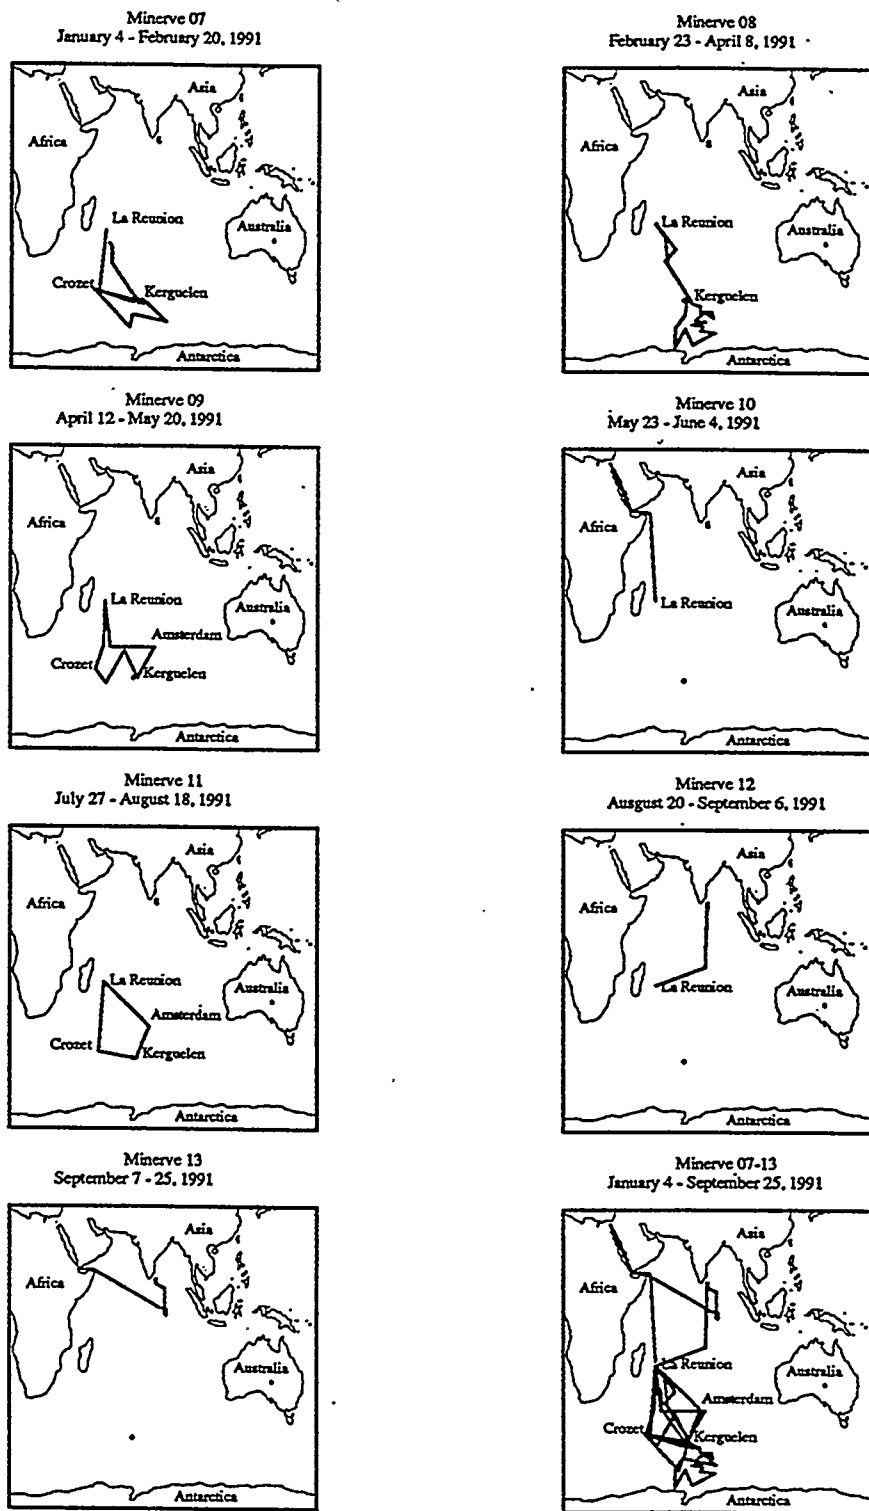 Minerve 07
January 4 - February 20, 1991
Asia
Africa
La Reunion
Australia
Crozet
Kerguelen
Antarctica
Minerve 08
February 23 - April 8, 1991
Asia
Africa
La Reunion
Australia
Kerguelen
Antarctica
Minerve 09
April 12 - May 20, 1991
Asia
Africa
La Reunion
Australia
Amsterdam
Crozet
Kerguelen
Antarctica
Minerve 10
May 23 - June 4, 1991
Asia
Africa
La Reunion
Australia
Antarctica
Minerve 11
July 27 - August 18, 1991
Asia
Africa
La Reunion
Australia
Amsterdam
Crozet
Kerguelen
Antarctica
Minerve 12
Ausgust 20 - September 6, 1991
Asia
Africa
La Reunion
Australia
Antarctica
Minerve 13
September 7 - 25, 1991
Asia
Africa
Australia
Antarctica
Minerve 07-13
January 4 - September 25, 1991
Asia
Africa
La Reunion
Australia
Amsterdam
Crozet
Kerguelen
Antarctica